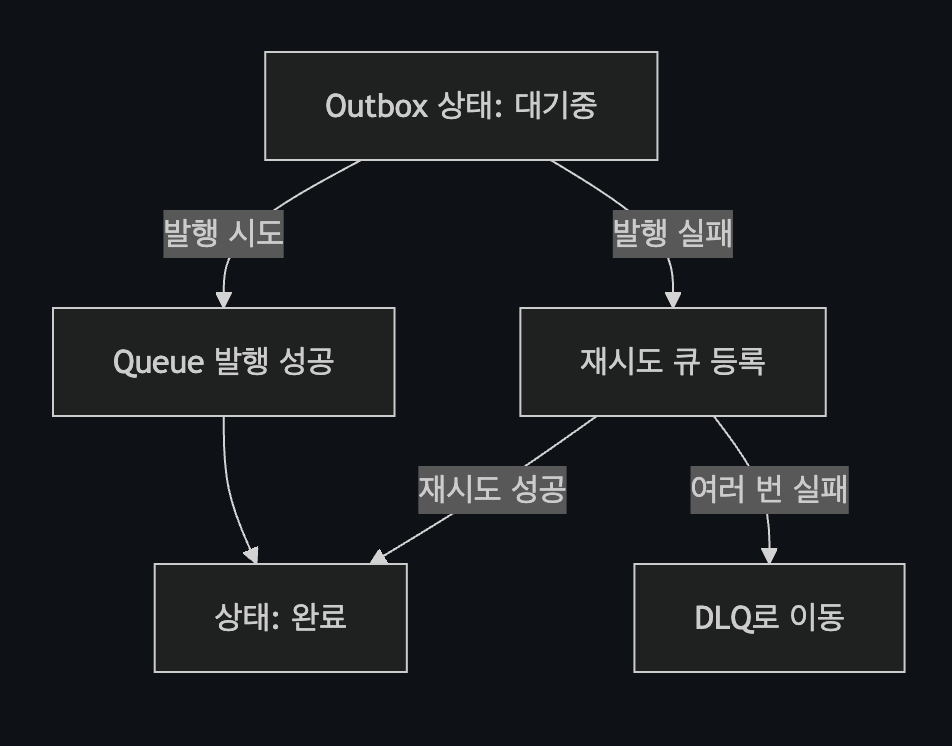 Outbox 상태: 대기중
발행 시도
발행 실패
Queue 발행 성공
재시도 큐 등록
재시도 성공
여러 번 실패
상태: 완료
DLQ로 이동